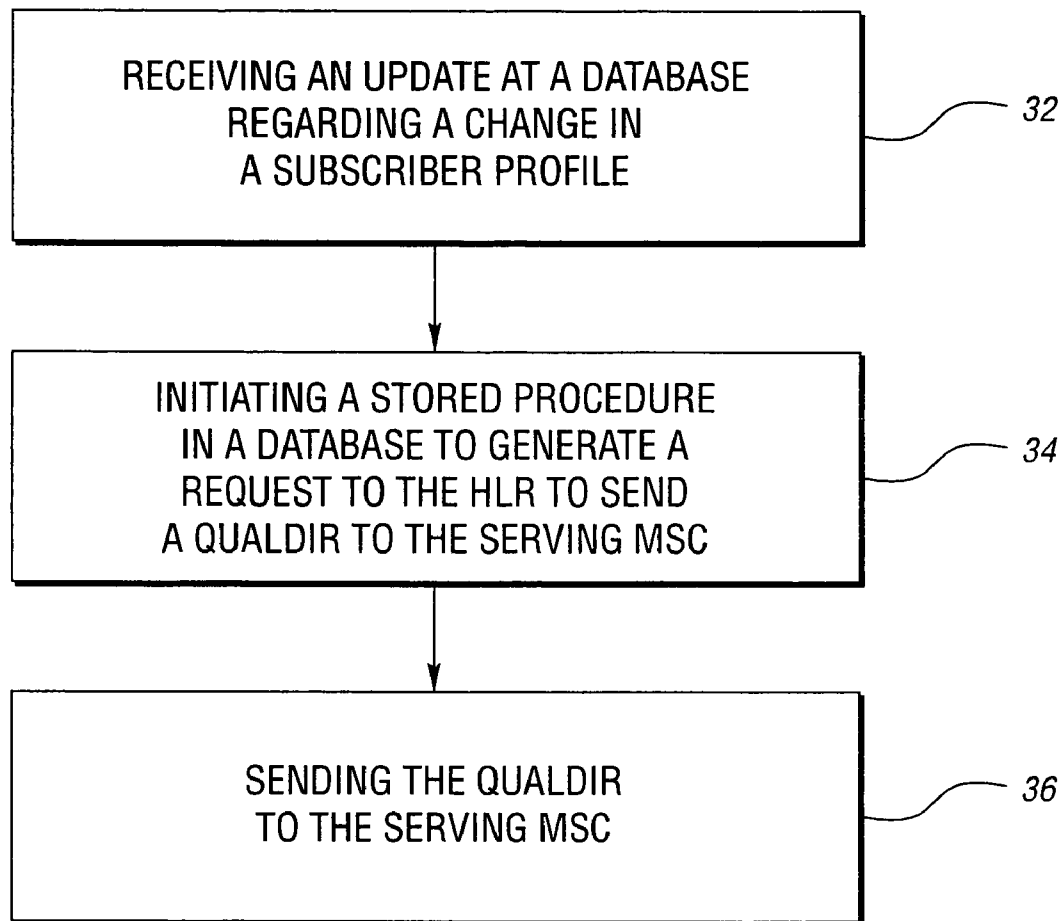 RECEIVING AN UPDATE AT A DATABASE
REGARDING A CHANGE IN
A SUBSCRIBER PROFILE
32
INITIATING A STORED PROCEDURE
IN A DATABASE TO GENERATE A
REQUEST TO THE HLR TO SEND
A QUALDIR TO THE SERVING MSC
34
SENDING THE QUALDIR
TO THE SERVING MSC
36